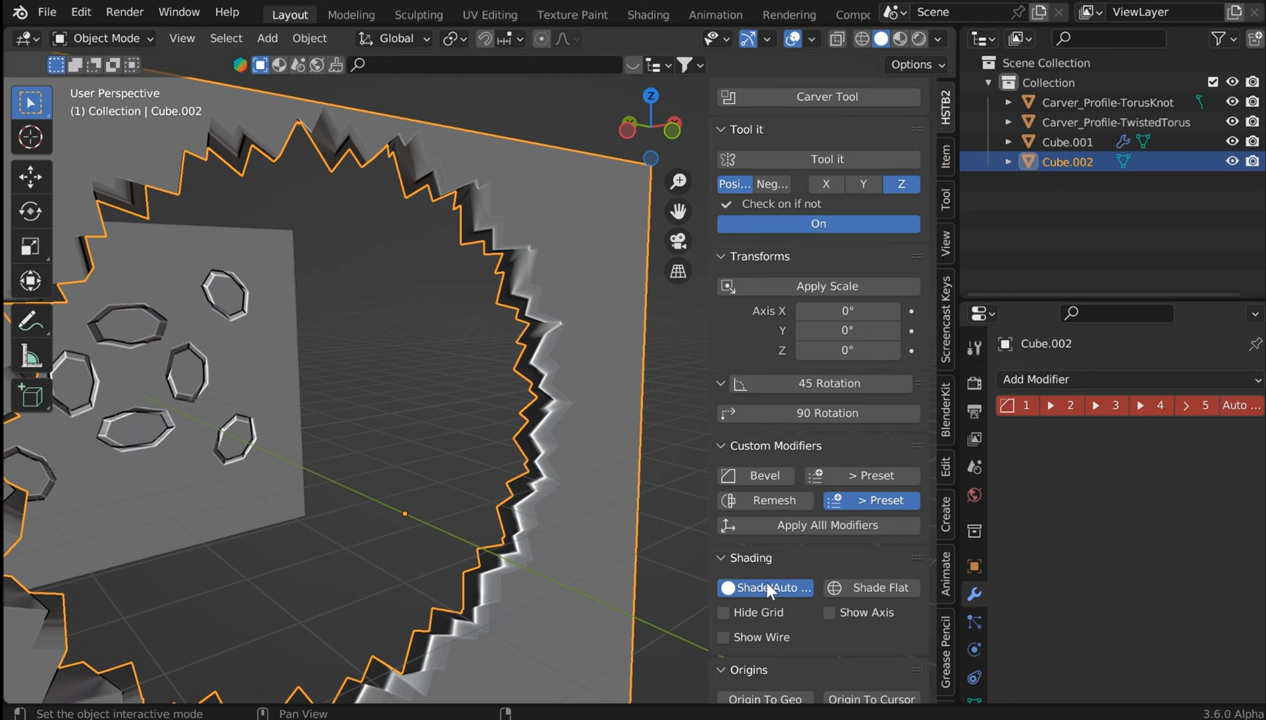 File Edit Render Window Help Layout Modeling Sculpting UV Editing Texture Paint Shading Animation Rendering Compc Scene ViewLayer
Object Mode View Select Add Object Global
Options
User Perspective
(1) Collection | Cube.002
Z
Carver Tool
Tool it
Tool it
Posi... Neg... X Y Z
Check on if not
On
Transforms
Apply Scale
Axis X 0°
Y 0°
Z 0°
45 Rotation
90 Rotation
Custom Modifiers
Bevel > Preset
Remesh > Preset
Apply Alll Modifiers
Shading
Shade/Auto ... Shade Flat
Hide Grid Show Axis
Show Wire
Origins
Origin To Geo Origin To Cursor
HSTB2
Item
Tool
View
Screencast Keys
BlenderKit
Edit
Create
Animate
Grease Pencil
Scene Collection
Collection
Carver_Profile-TorusKnot
Carver_Profile-TwistedTorus
Cube.001
Cube.002
Cube.002
Add Modifier
1 2 3 4 5 Auto ...
Set the object interactive mode Pan View 3.6.0 Alpha